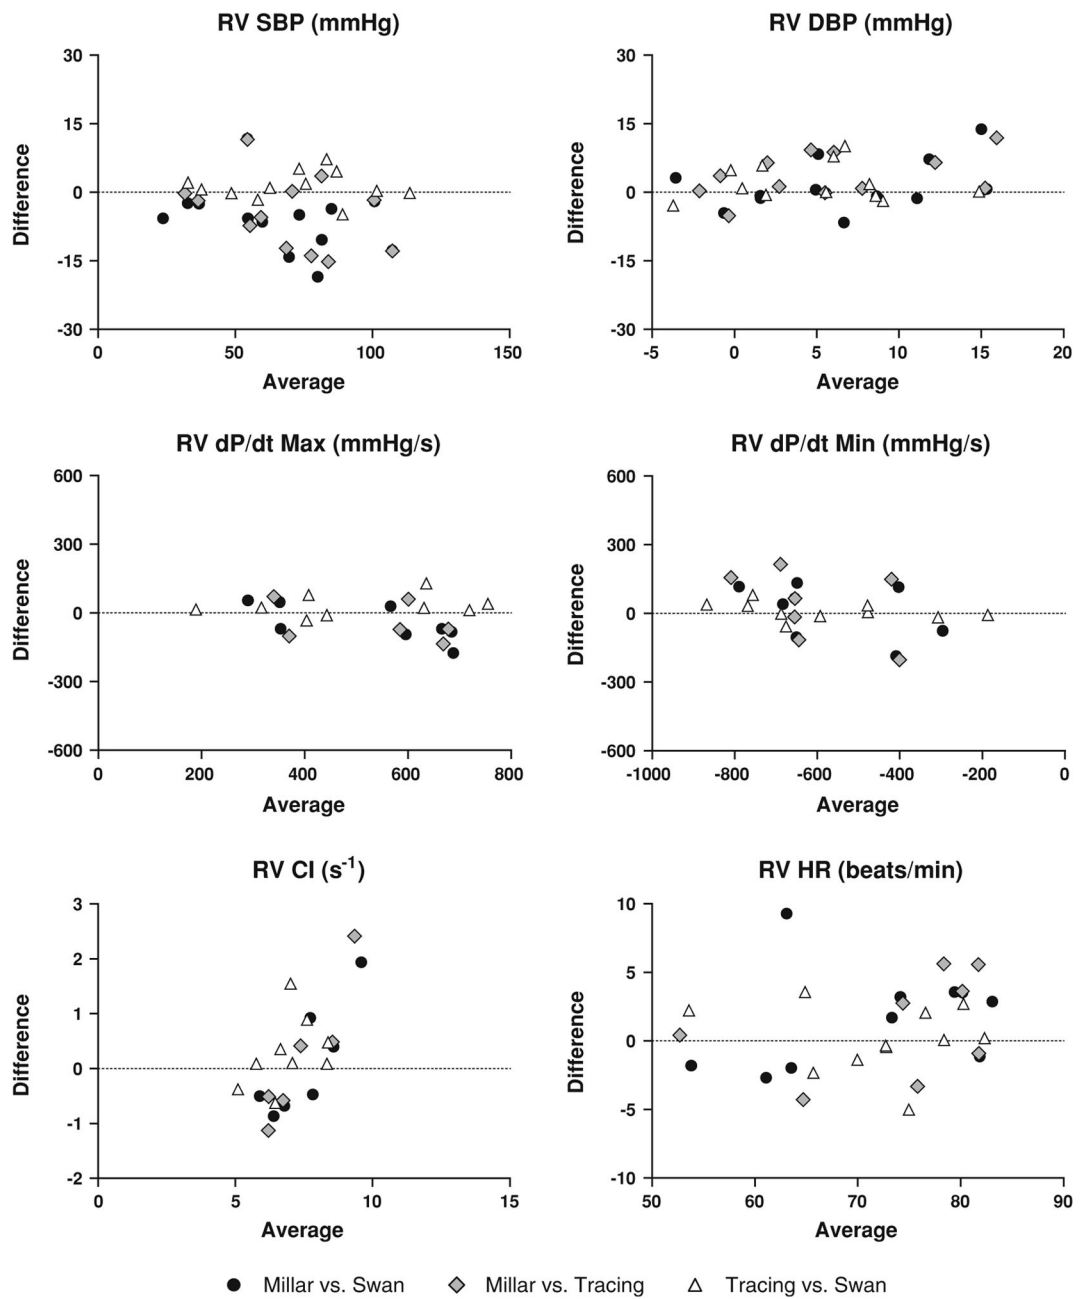 RV SBP (mmHg)
30
15
0
-15
-30
Difference
0 50 100 150
Average
RV DBP (mmHg)
30
15
0
-15
-30
Difference
-5 0 5 10 15 20
Average
RV dP/dt Max (mmHg/s)
600
300
0
-300
-600
Difference
0 200 400 600 800
Average
RV dP/dt Min (mmHg/s)
600
300
0
-300
-600
Difference
-1000 -800 -600 -400 -200 0
Average
RV CI (s⁻¹)
3
2
1
0
-1
-2
Difference
0 5 10 15
Average
RV HR (beats/min)
10
5
0
-5
-10
Difference
50 60 70 80 90
Average
Millar vs. Swan Millar vs. Tracing Tracing vs. Swan